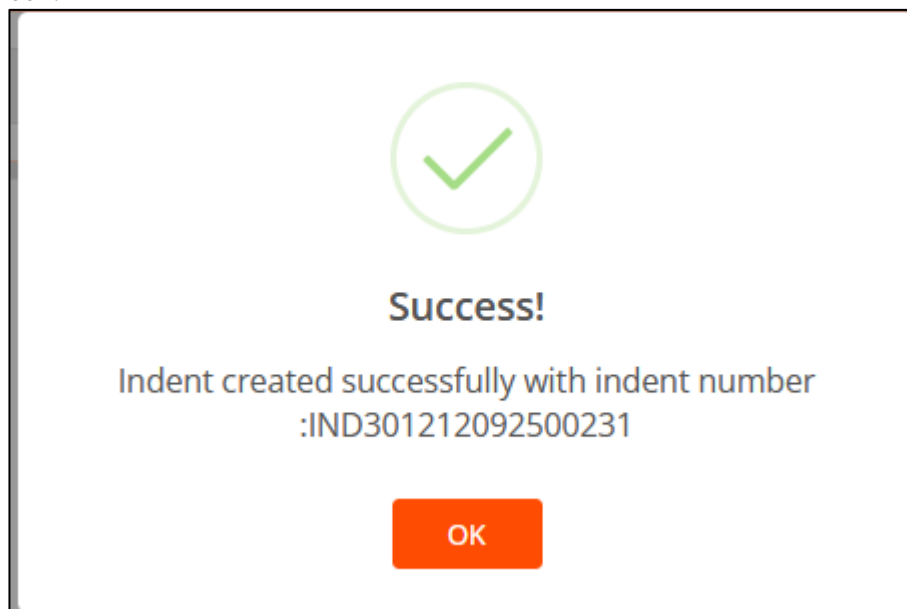 Success!
Indent created successfully with indent number
:IND301212092500231
OK